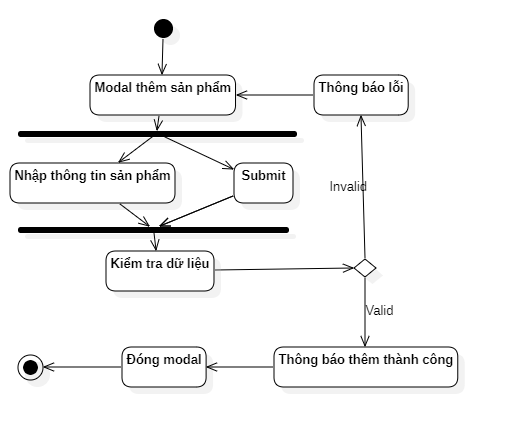 Modal thêm sản phẩm
Thông báo lỗi
Nhập thông tin sản phẩm
Submit
Invalid
Kiểm tra dữ liệu
Valid
Đóng modal
Thông báo thêm thành công